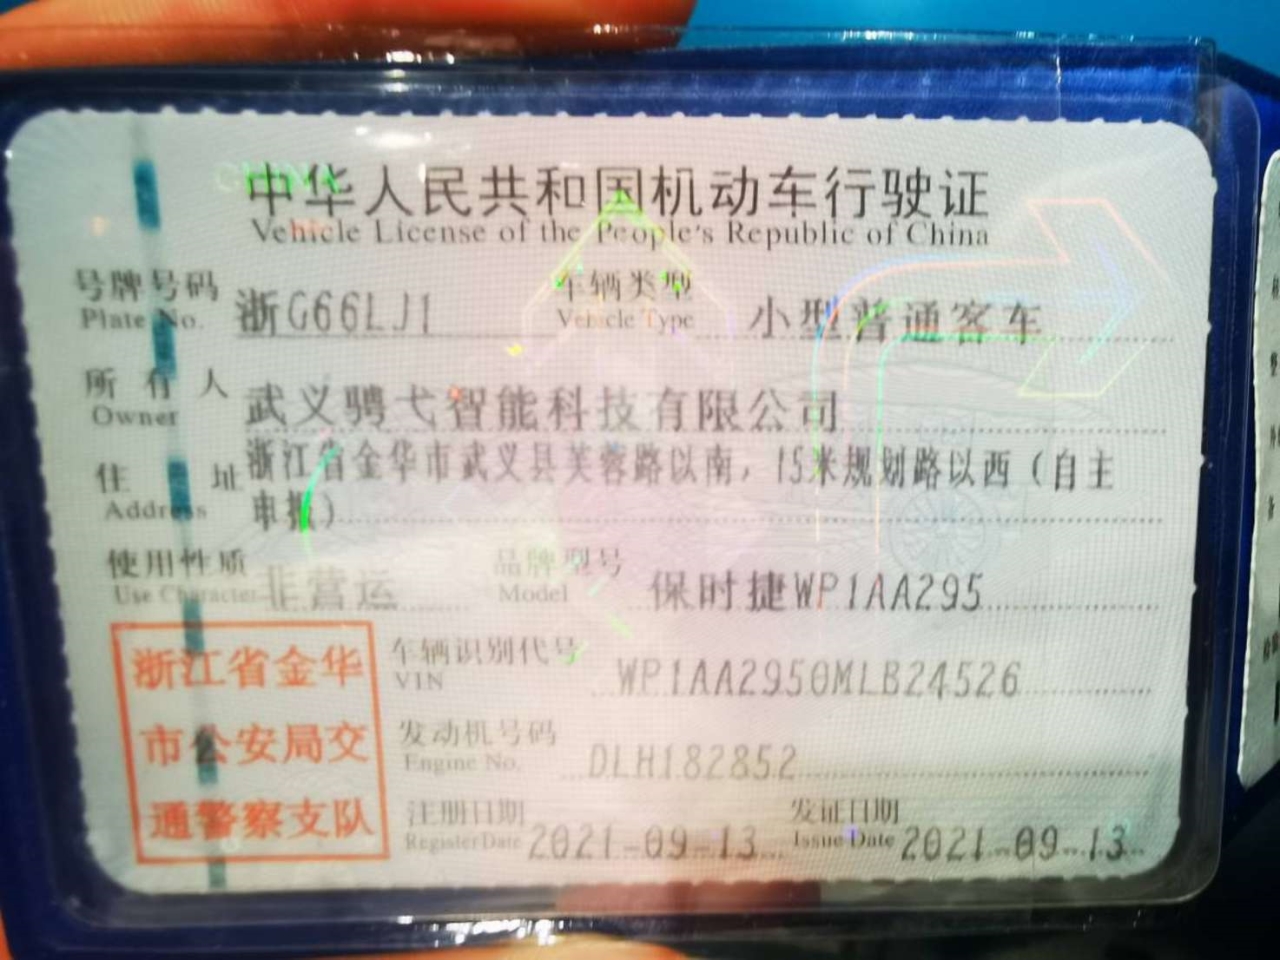 中华人民共和国机动车行驶证
Vehicle License of the People's Republic of China
号牌号码 浙G66LJ1 车辆类型 小型普通客车
Plate No. Vehicle Type
所有人 武义骋弋智能科技有限公司
Owner
住址 浙江省金华市武义县芙蓉路以南，15米规划路以西（自主
Address 申报）
使用性质 非营运 品牌型号 保时捷WP1AA295
Use Character Model
浙江省金华
市公安局交
通警察支队
车辆识别代号 WP1AA2950MLB24526
VIN
发动机号码 DLH182852
Engine No.
注册日期 2021-09-13 发证日期 2021-09-13
Register Date Issue Date